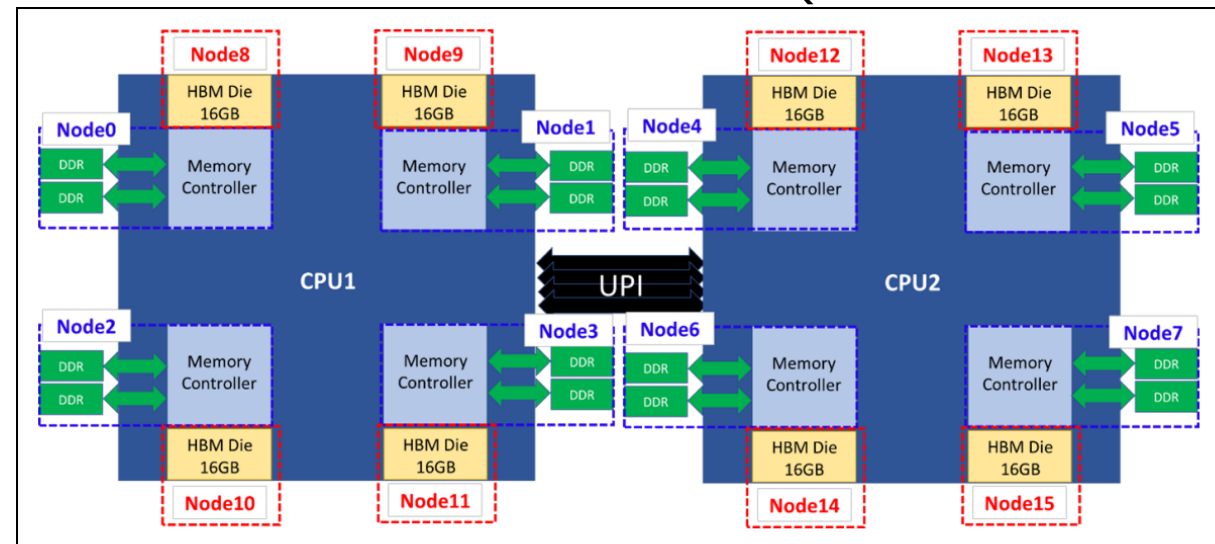 Node8
Node9
Node12
Node13
HBM Die
16GB
HBM Die
16GB
HBM Die
16GB
HBM Die
16GB
Node0
Node1
Node4
Node5
DDR
DDR
Memory
Controller
Memory
Controller
DDR
DDR
DDR
DDR
Memory
Controller
Memory
Controller
DDR
DDR
CPU1
UPI
CPU2
Node2
Node3
Node6
Node7
DDR
DDR
Memory
Controller
Memory
Controller
DDR
DDR
DDR
DDR
Memory
Controller
Memory
Controller
DDR
DDR
HBM Die
16GB
HBM Die
16GB
HBM Die
16GB
HBM Die
16GB
Node10
Node11
Node14
Node15